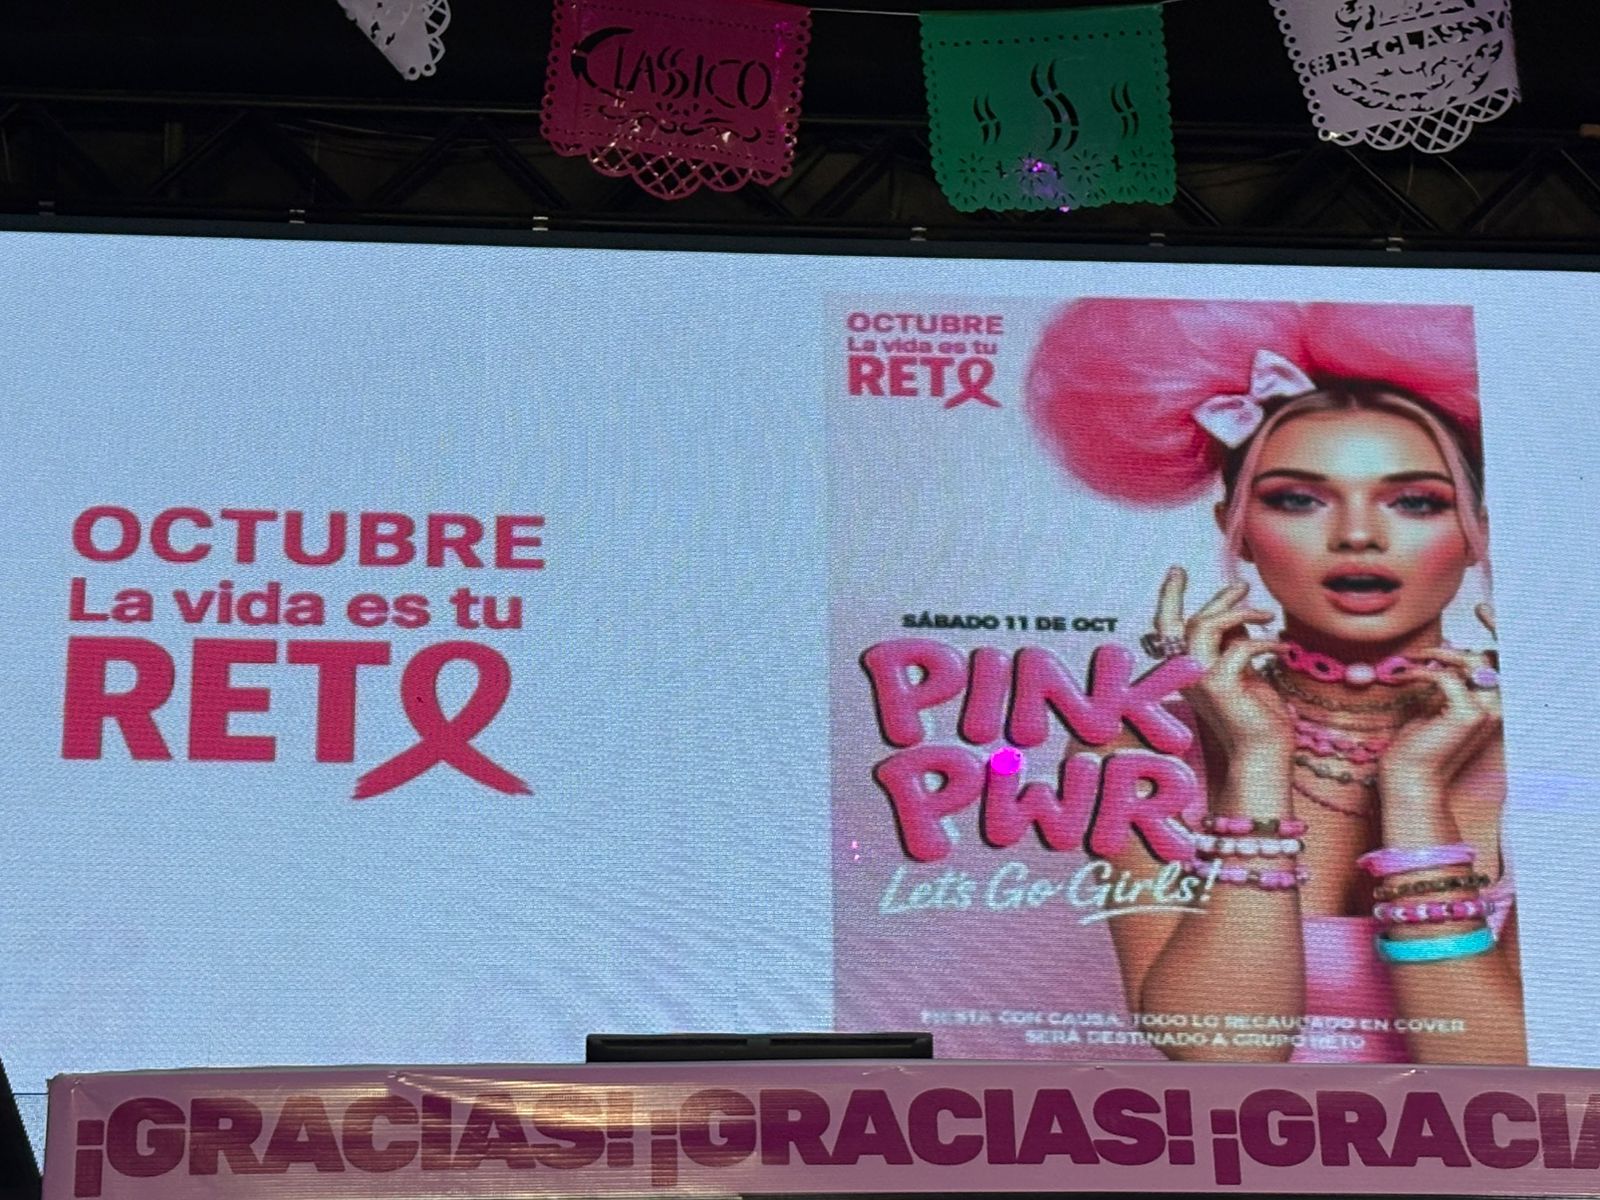 CLASSICO
#BECLASSY
OCTUBRE
La vida es tu
RETO
OCTUBRE
La vida es tu
RETO
SÁBADO 11 DE OCT
PINK
PWR
Let's Go Girls!
FIESTA CON CAUSA, TODO LO RECAUDADO EN COVER
SERÁ DESTINADO A GRUPO RETO
¡GRACIAS! ¡GRACIAS! ¡GRACIA